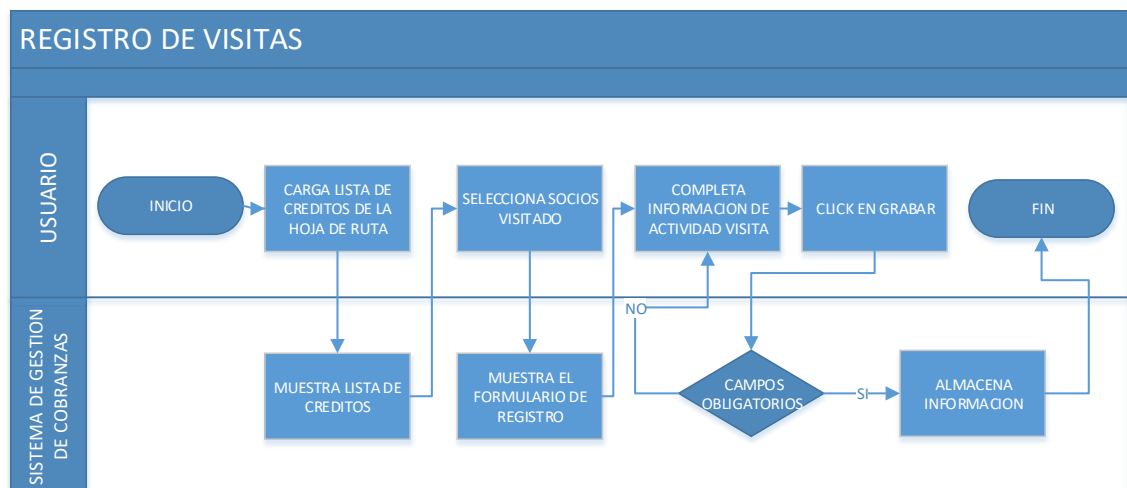 REGISTRO DE VISITAS
USUARIO
INICIO
CARGA LISTA DE
CREDITOS DE LA
HOJA DE RUTA
SELECCIONA SOCIOS
VISITADO
COMPLETA
INFORMACION DE
ACTIVIDAD VISITA
CLICK EN GRABAR
FIN
SISTEMA DE GESTION
DE COBRANZAS
MUESTRA LISTA DE
CREDITOS
MUESTRA EL
FORMULARIO DE
REGISTRO
NO
CAMPOS
OBLIGATORIOS
SI
ALMACENA
INFORMACION